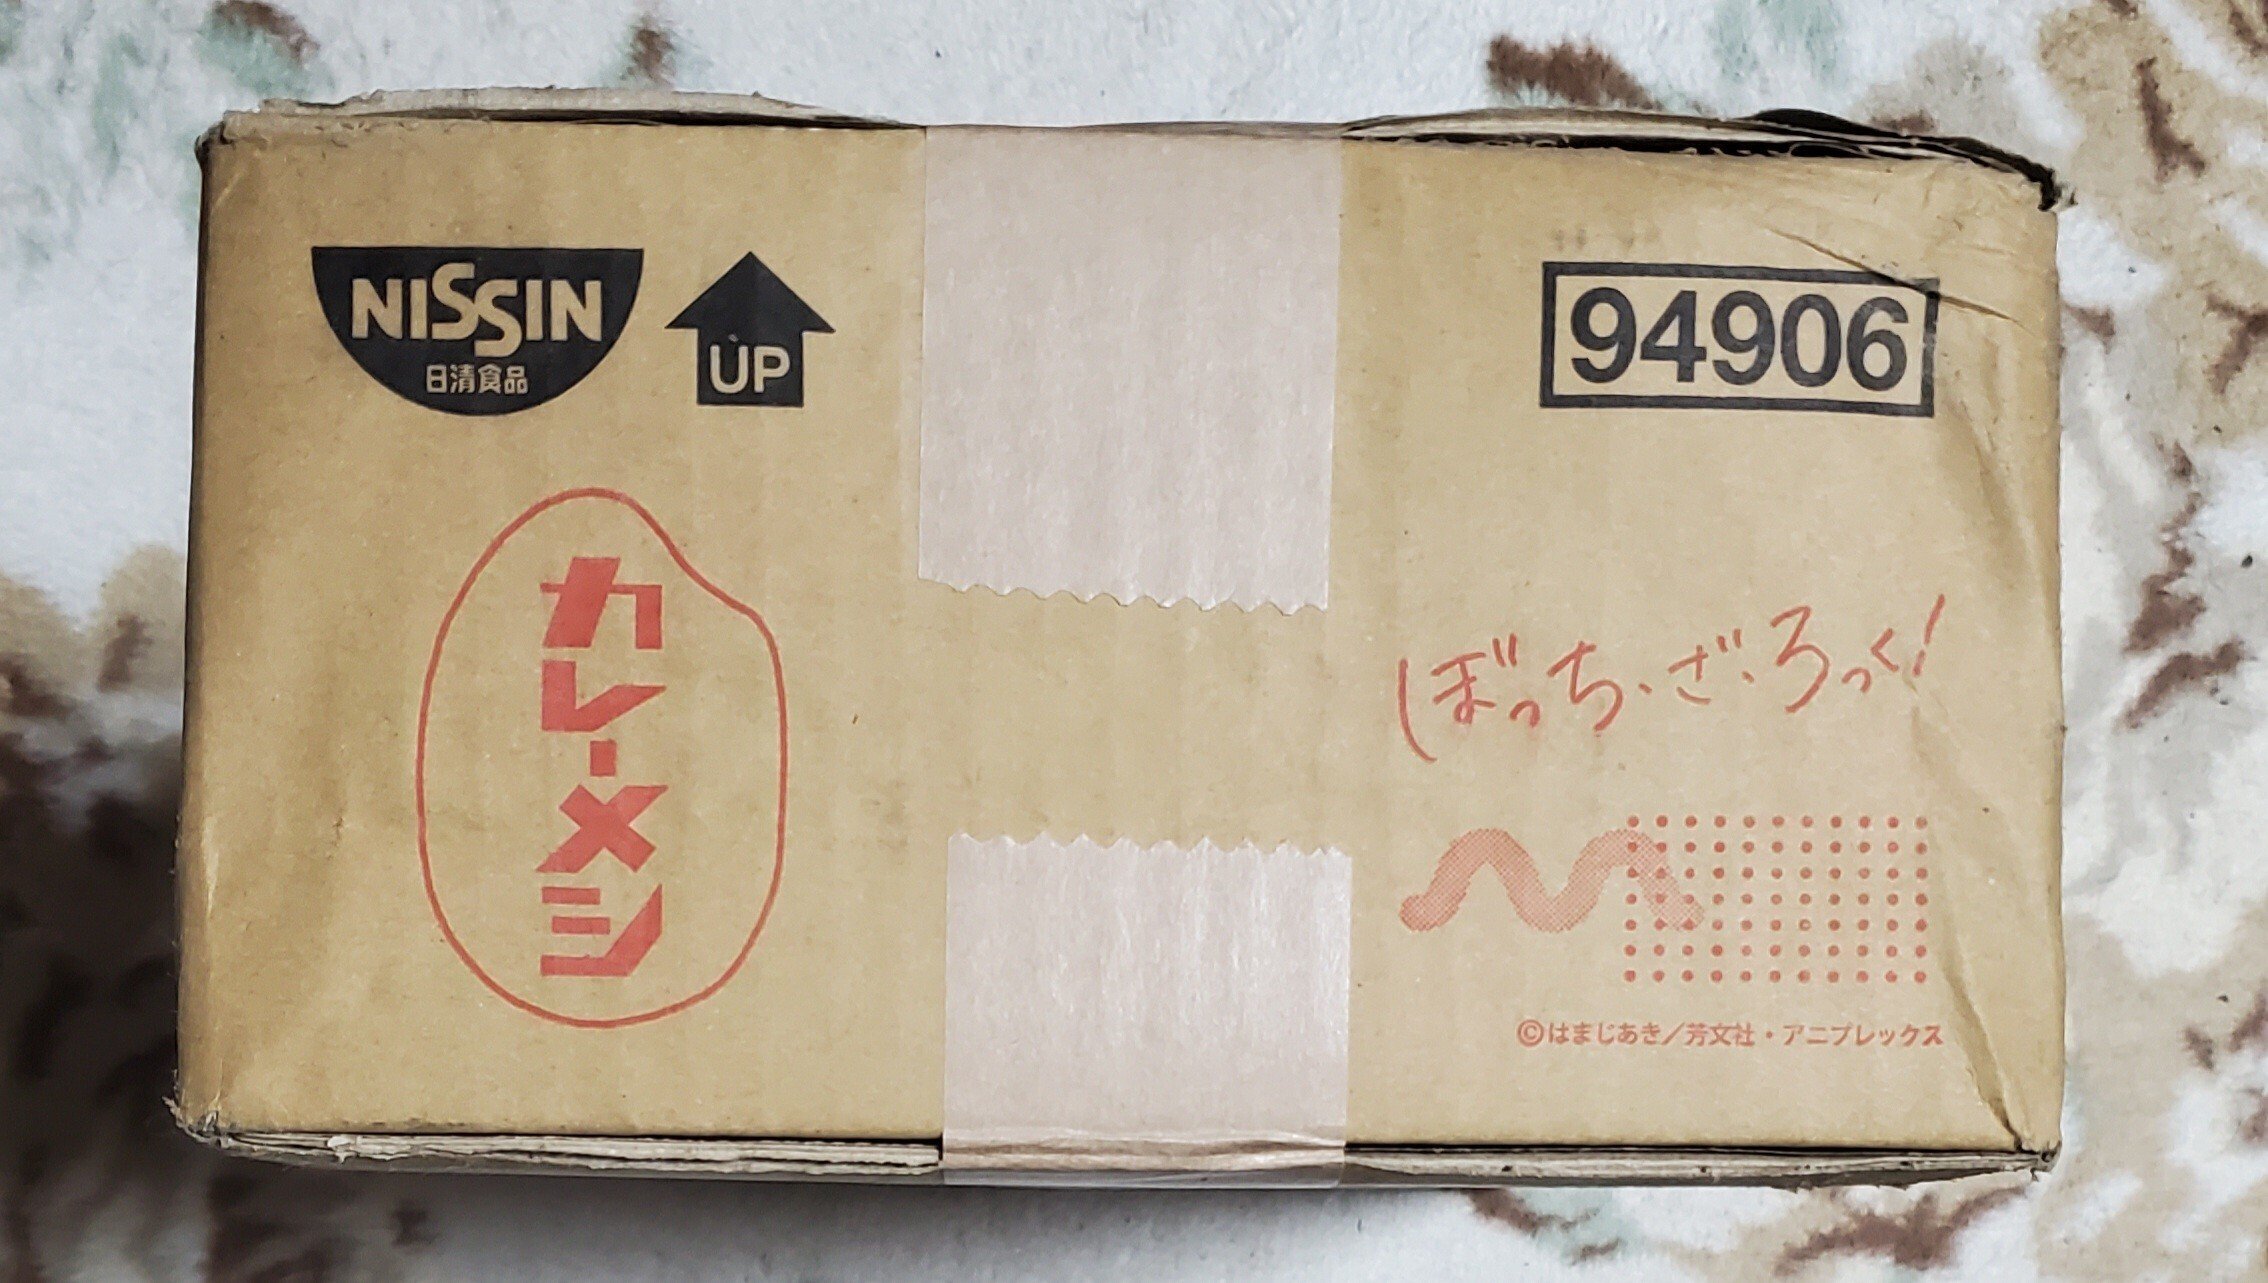 NISSIN
日清食品
UP
94906
カレーメシ
ぼっち・ざ・ろっく!
©はまじあき/芳文社・アニプレックス